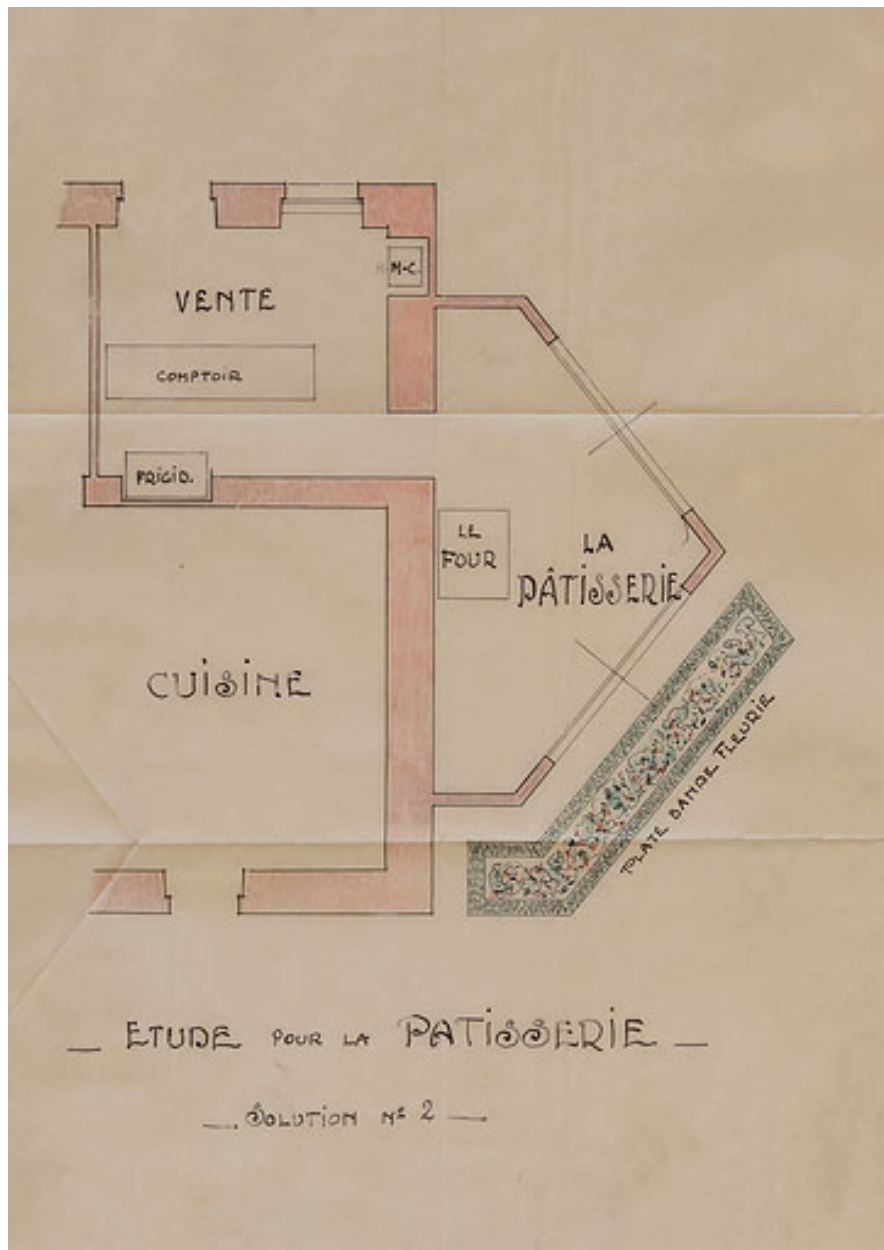 M-C.
VENTE
COMPTOIR
FRIGID.
LE
FOUR
LA
PÂTISSERIE
CUISINE
PLATE BANDE FLEURIE
— ETUDE POUR LA PATISSERIE —
— SOLUTION Nº 2 —